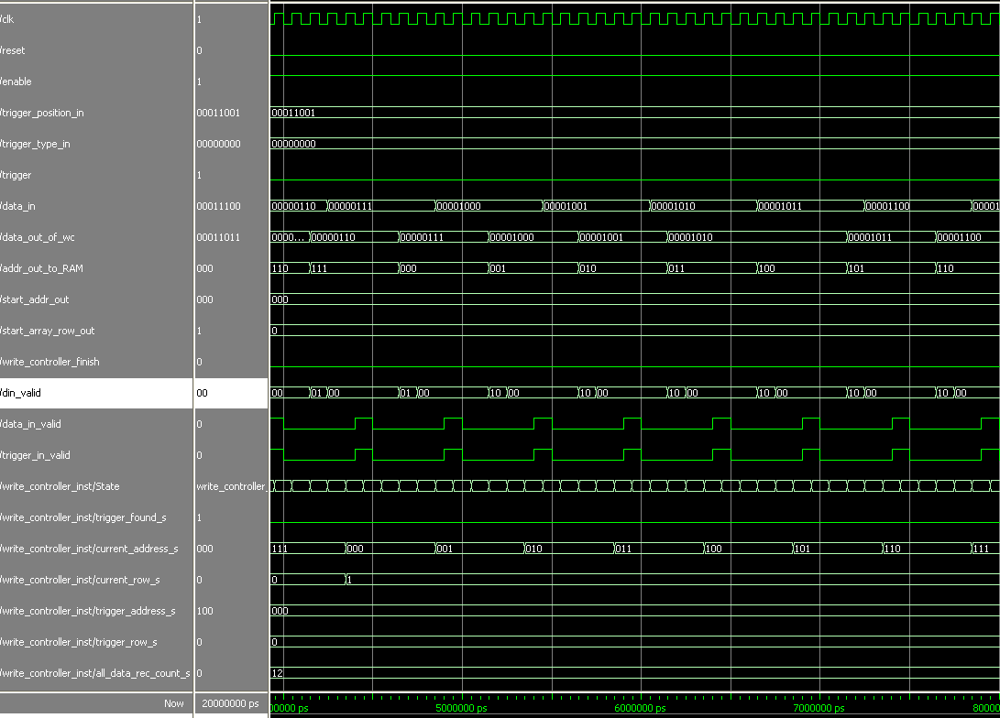 /clk 1
/reset 0
/enable 1
/trigger_position_in 00011001 00011001
/trigger_type_in 00000000 00000000
/trigger 1
/data_in 00011100 00000110 00000111 00001000 00001001 00001010 00001011 00001100 00001
/data_out_of_wc 00011011 0000... 00000110 00000111 00001000 00001001 00001010 00001011 00001100
/addr_out_to_RAM 000 110 111 000 001 010 011 100 101 110
/start_addr_out 000 000
/start_array_row_out 1 0
/write_controller_finish 0
/din_valid 00 00 01 00 01 00 10 00 10 00 10 00 10 00 10 00 10 00
/data_in_valid 0
/trigger_in_valid 0
/write_controller_inst/State write_controller_
/write_controller_inst/trigger_found_s 1
/write_controller_inst/current_address_s 000 111 000 001 010 011 100 101 110 111
/write_controller_inst/current_row_s 0 0 1
/write_controller_inst/trigger_address_s 100 000
/write_controller_inst/trigger_row_s 0 0
/write_controller_inst/all_data_rec_count_s 0 12
Now 20000000 ps 00000 ps 5000000 ps 6000000 ps 7000000 ps 80000